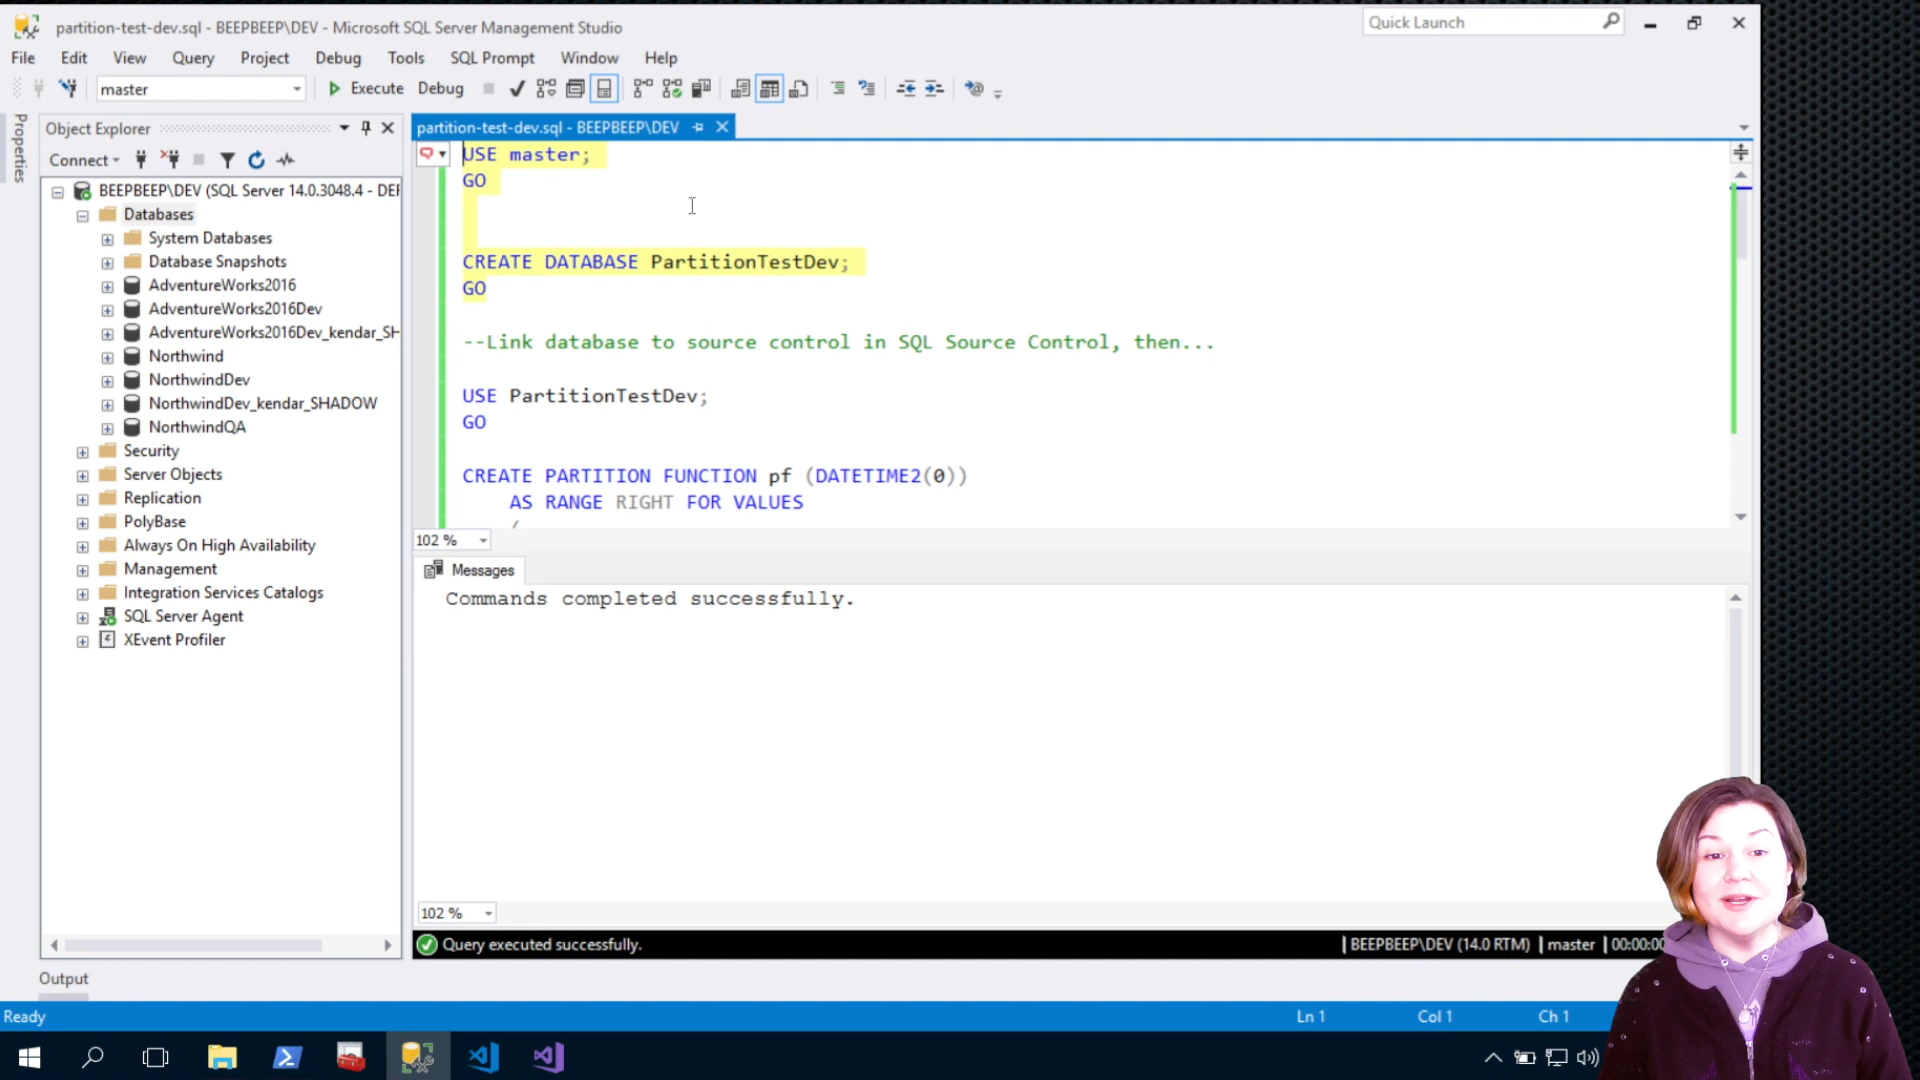 partition-test-dev.sql - BEEPBEEP\DEV - Microsoft SQL Server Management Studio
Quick Launch
File Edit View Query Project Debug Tools SQL Prompt Window Help
master
Execute Debug
Properties
Object Explorer
Connect
BEEPBEEP\DEV (SQL Server 14.0.3048.4 - DEF
Databases
System Databases
Database Snapshots
AdventureWorks2016
AdventureWorks2016Dev
AdventureWorks2016Dev_kendar_SH
Northwind
NorthwindDev
NorthwindDev_kendar_SHADOW
NorthwindQA
Security
Server Objects
Replication
PolyBase
Always On High Availability
Management
Integration Services Catalogs
SQL Server Agent
XEvent Profiler
partition-test-dev.sql - BEEPBEEP\DEV
USE master;
GO
CREATE DATABASE PartitionTestDev;
GO
--Link database to source control in SQL Source Control, then...
USE PartitionTestDev;
GO
CREATE PARTITION FUNCTION pf (DATETIME2(0))
AS RANGE RIGHT FOR VALUES
(
102 %
Messages
Commands completed successfully.
102 %
Query executed successfully.
BEEPBEEP\DEV (14.0 RTM) master 00:00:00
Output
Ready
Ln 1 Col 1 Ch 1